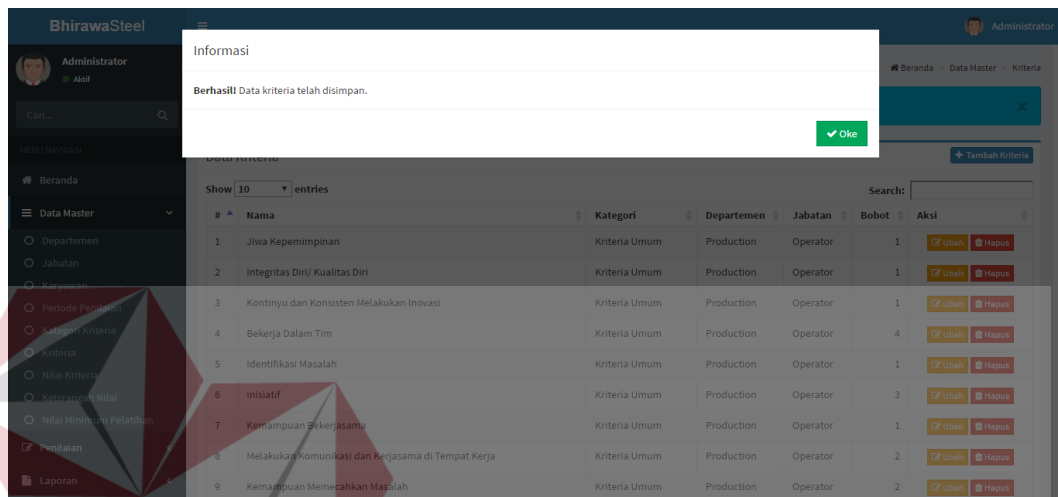 BhirawaSteel
Administrator
Administrator
Aktif
Beranda Data Master Kriteria
Informasi
Berhasil! Data kriteria telah disimpan.
Oke
Cari...
MENU NAVIGASI
Beranda
Data Master
Departemen
Jabatan
Karyawan
Periode Penilaian
Kategori Kriteria
Kriteria
Nilai Kriteria
Keterangan Nilai
Nilai Minimum Pelatihan
Penilaian
Laporan
Data Kriteria
+ Tambah Kriteria
Show 10 entries
Search:
# Nama Kategori Departemen Jabatan Bobot Aksi
1 Jiwa Kepemimpinan Kriteria Umum Production Operator 1 Ubah Hapus
2 Integritas Diri/ Kualitas Diri Kriteria Umum Production Operator 1 Ubah Hapus
3 Kontinyu dan Konsisten Melakukan Inovasi Kriteria Umum Production Operator 1 Ubah Hapus
4 Bekerja Dalam Tim Kriteria Umum Production Operator 4 Ubah Hapus
5 Identifikasi Masalah Kriteria Umum Production Operator 1 Ubah Hapus
6 Inisiatif Kriteria Umum Production Operator 3 Ubah Hapus
7 Kemampuan Bekerjasama Kriteria Umum Production Operator 1 Ubah Hapus
8 Melakukan Komunikasi dan Kerjasama di Tempat Kerja Kriteria Umum Production Operator 2 Ubah Hapus
9 Kemampuan Memecahkan Masalah Kriteria Umum Production Operator 2 Ubah Hapus